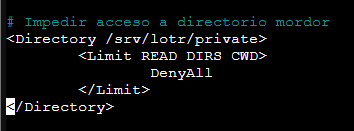 # Impedir acceso a directorio mordor
<Directory /srv/lotr/private>
        <Limit READ DIRS CWD>
                DenyAll
        </Limit>
</Directory>